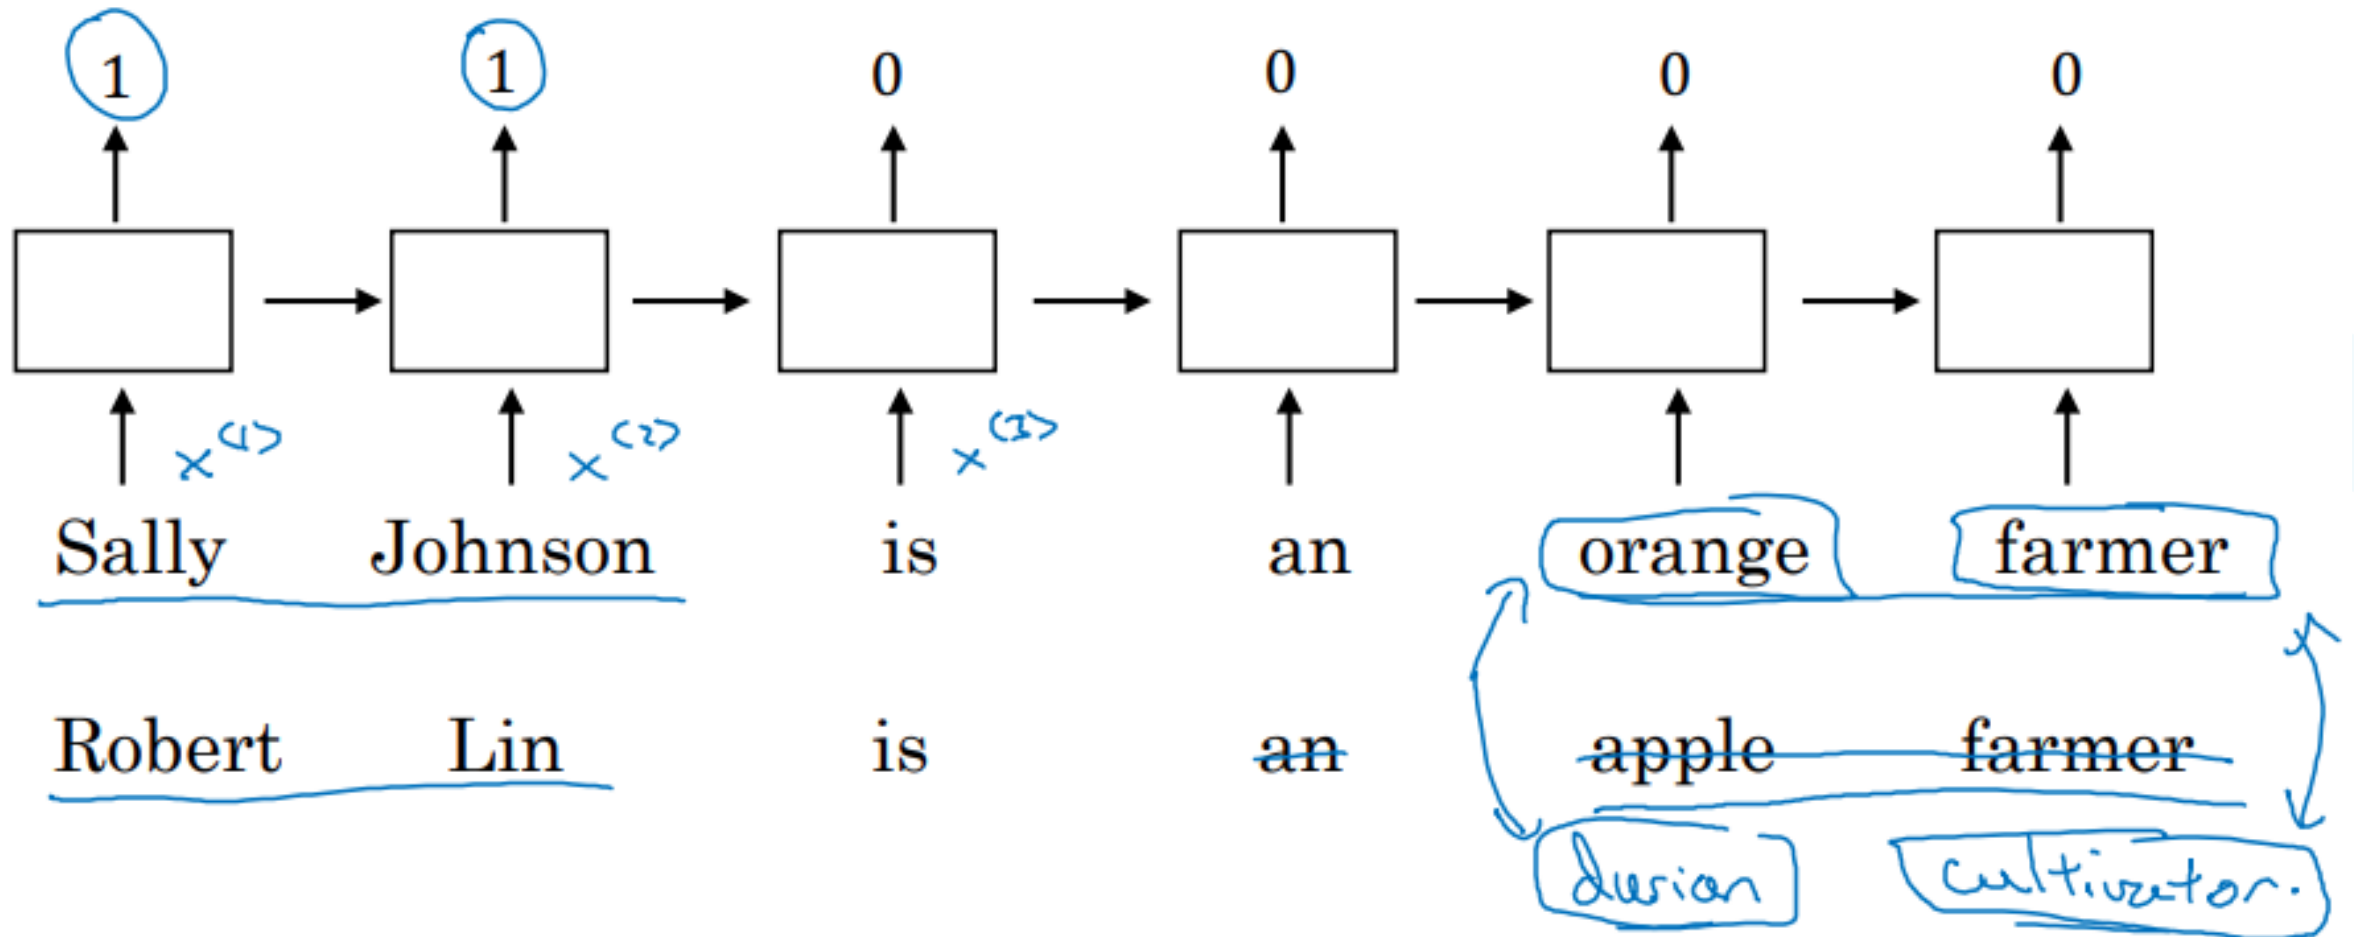 1 1 0 0 0 0
x<1> x<2> x<3>
Sally Johnson is an orange farmer
Robert Lin is an apple farmer
durian cultivator.